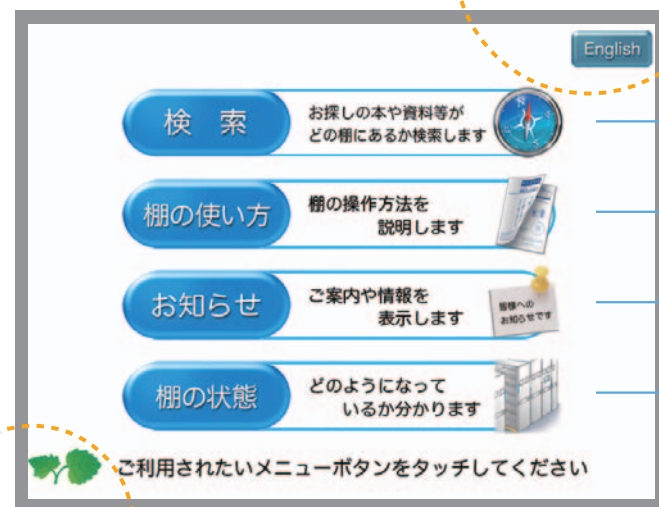 English
検 索
お探しの本や資料等が
どの棚にあるか検索します
棚の使い方
棚の操作方法を
説明します
お知らせ
ご案内や情報を
表示します
皆様への
お知らせです
棚の状態
どのようになって
いるか分かります
ご利用されたいメニューボタンをタッチしてください